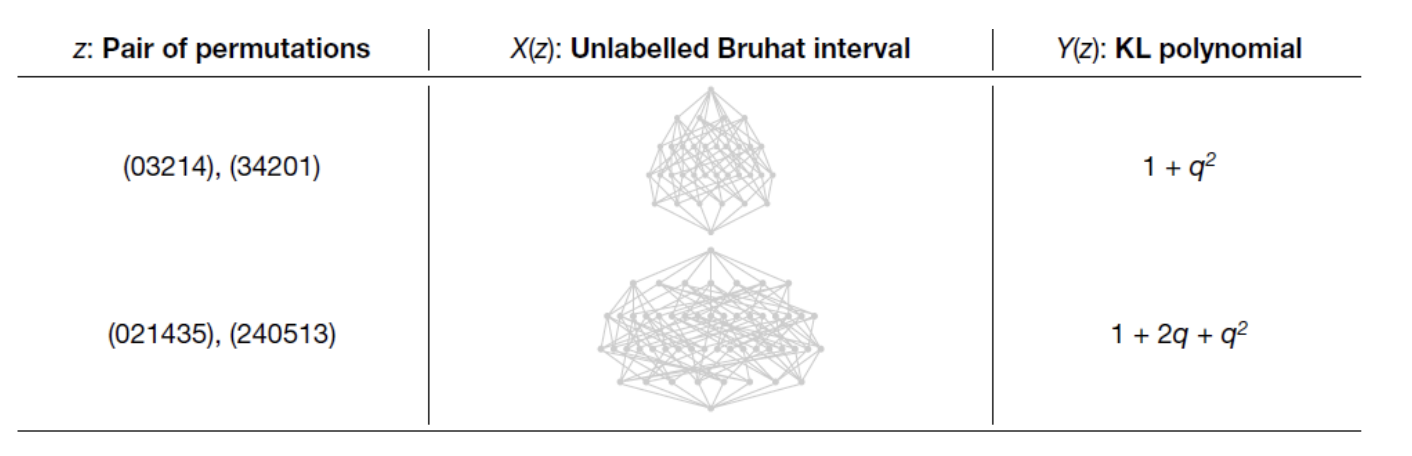 z: Pair of permutations X(z): Unlabelled Bruhat interval Y(z): KL polynomial
(03214), (34201) 1 + q²
(021435), (240513) 1 + 2q + q²